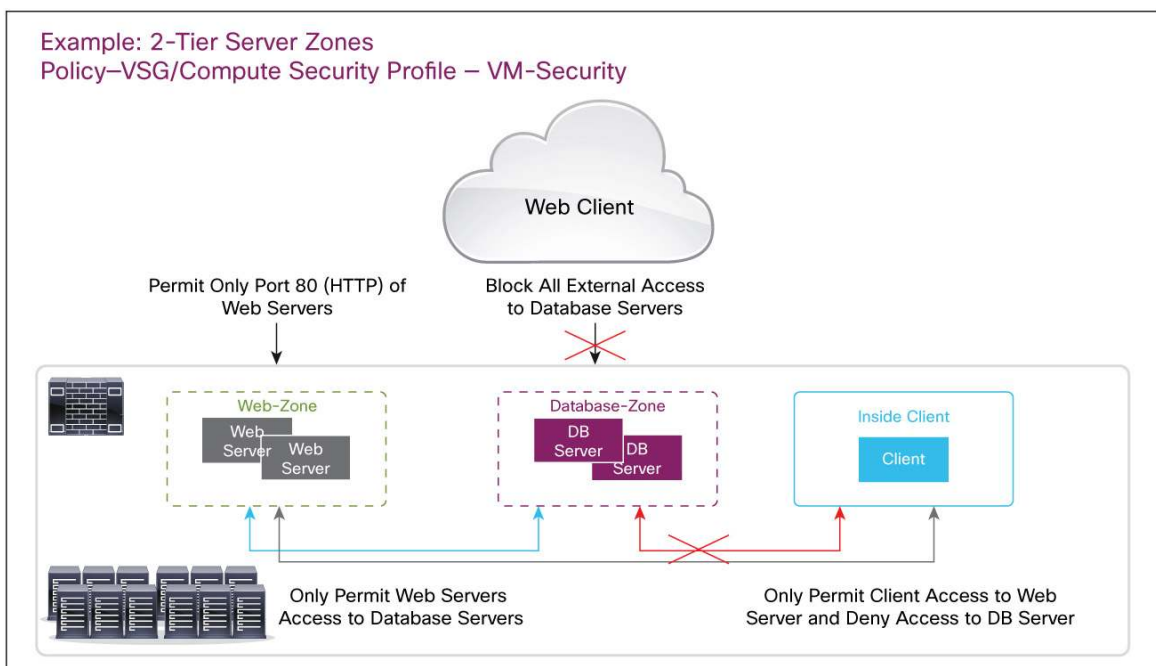 Example: 2-Tier Server Zones
Policy–VSG/Compute Security Profile – VM-Security
Web Client
Permit Only Port 80 (HTTP) of
Web Servers
Block All External Access
to Database Servers
Web-Zone
Web
Server
Web
Server
Database-Zone
DB
Server
DB
Server
Inside Client
Client
Only Permit Web Servers
Access to Database Servers
Only Permit Client Access to Web
Server and Deny Access to DB Server